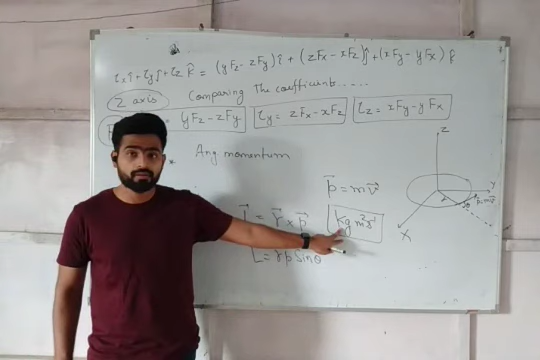 τxî+τyĵ+τz k̂ = (yFz - zFy)î + (zFx - xFz)ĵ + (xFy - yFx) k̂
Z axis Comparing the coefficient.....
yFz - zFy τy = zFx - xFz τz = xFy - yFx
Ang momentum
p⃗ = mv⃗
= r⃗ × p⃗ Kg m²s⁻¹
L = rp Sinθ
Z
y
X